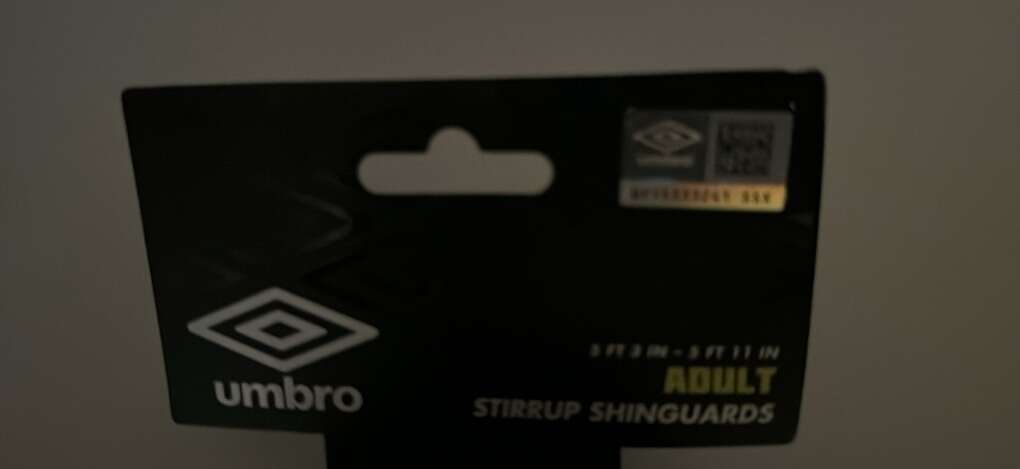 5 FT 3 IN - 5 FT 11 IN
ADULT
STIRRUP SHINGUARDS
umbro